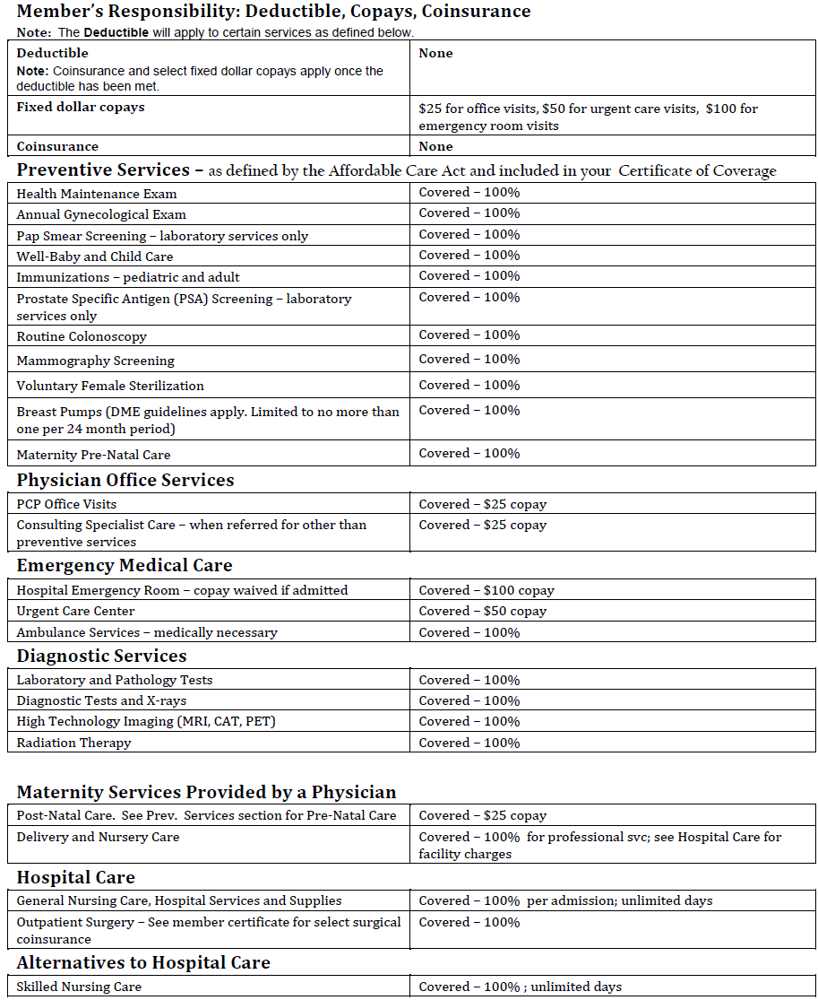 Member's Responsibility: Deductible, Copays, Coinsurance
Note: The Deductible will apply to certain services as defined below.
Deductible
None
Note: Coinsurance and select fixed dollar copays apply once the
deductible has been met.
Fixed dollar copays
$25 for office visits, $50 for urgent care visits, $100 for
emergency room visits
Coinsurance
None
Preventive Services – as defined by the Affordable Care Act and included in your Certificate of Coverage
Health Maintenance Exam
Covered – 100%
Annual Gynecological Exam
Covered – 100%
Pap Smear Screening – laboratory services only
Covered – 100%
Well-Baby and Child Care
Covered – 100%
Immunizations – pediatric and adult
Covered – 100%
Prostate Specific Antigen (PSA) Screening – laboratory
services only
Covered – 100%
Routine Colonoscopy
Covered – 100%
Mammography Screening
Covered – 100%
Voluntary Female Sterilization
Covered – 100%
Breast Pumps (DME guidelines apply. Limited to no more than
one per 24 month period)
Covered – 100%
Maternity Pre-Natal Care
Covered – 100%
Physician Office Services
PCP Office Visits
Covered – $25 copay
Consulting Specialist Care – when referred for other than
preventive services
Covered – $25 copay
Emergency Medical Care
Hospital Emergency Room – copay waived if admitted
Covered – $100 copay
Urgent Care Center
Covered – $50 copay
Ambulance Services – medically necessary
Covered – 100%
Diagnostic Services
Laboratory and Pathology Tests
Covered – 100%
Diagnostic Tests and X-rays
Covered – 100%
High Technology Imaging (MRI, CAT, PET)
Covered – 100%
Radiation Therapy
Covered – 100%
Maternity Services Provided by a Physician
Post-Natal Care. See Prev. Services section for Pre-Natal Care
Covered – $25 copay
Delivery and Nursery Care
Covered – 100% for professional svc; see Hospital Care for
facility charges
Hospital Care
General Nursing Care, Hospital Services and Supplies
Covered – 100% per admission; unlimited days
Outpatient Surgery – See member certificate for select surgical
coinsurance
Covered – 100%
Alternatives to Hospital Care
Skilled Nursing Care
Covered – 100% ; unlimited days